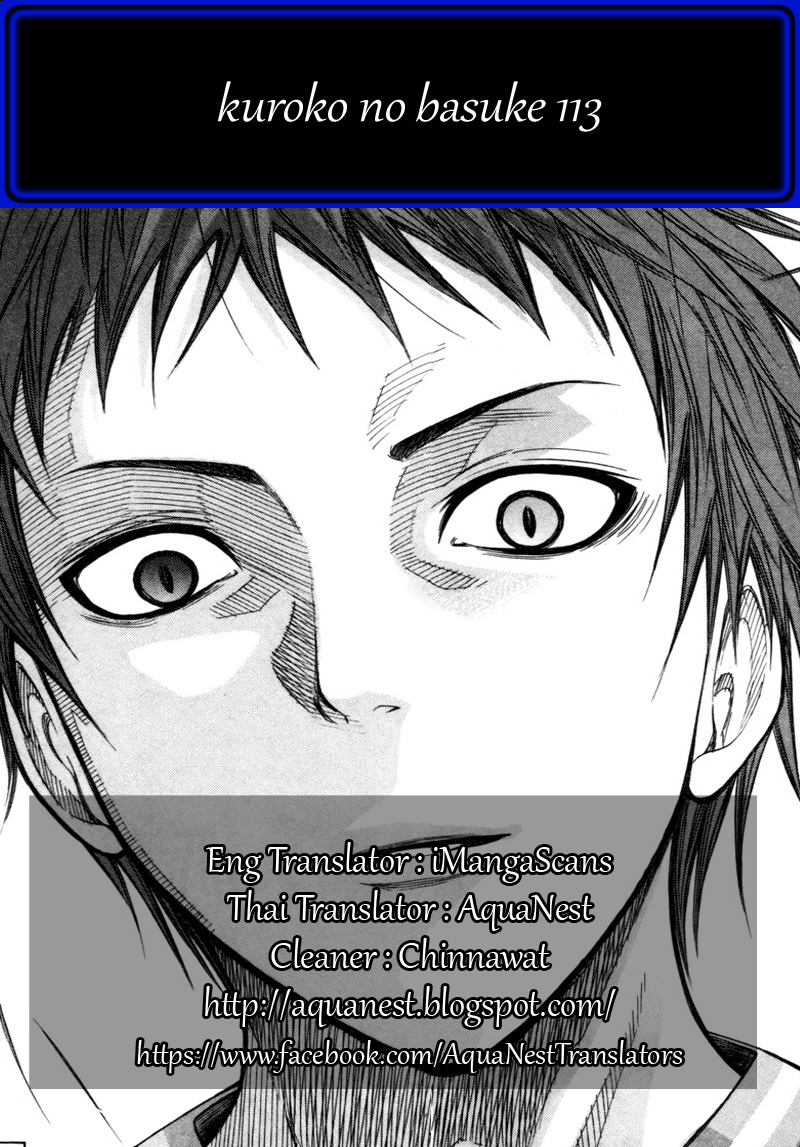 kuroko no basuke 113
Eng Translator : iMangaScans
Thai Translator : AquaNest
Cleaner : Chinnawat
http://aquanest.blogspot.com/
https://www.facebook.com/AquaNestTranslators